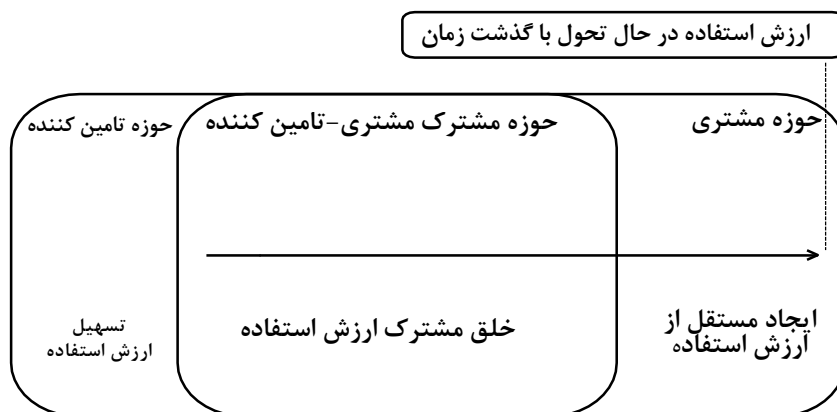 ارزش استفاده در حال تحول با گذشت زمان
حوزه مشتری
حوزه مشترک مشتری-تامین کننده
حوزه تامین کننده
ایجاد مستقل از
ارزش استفاده
خلق مشترک ارزش استفاده
تسهیل
ارزش استفاده